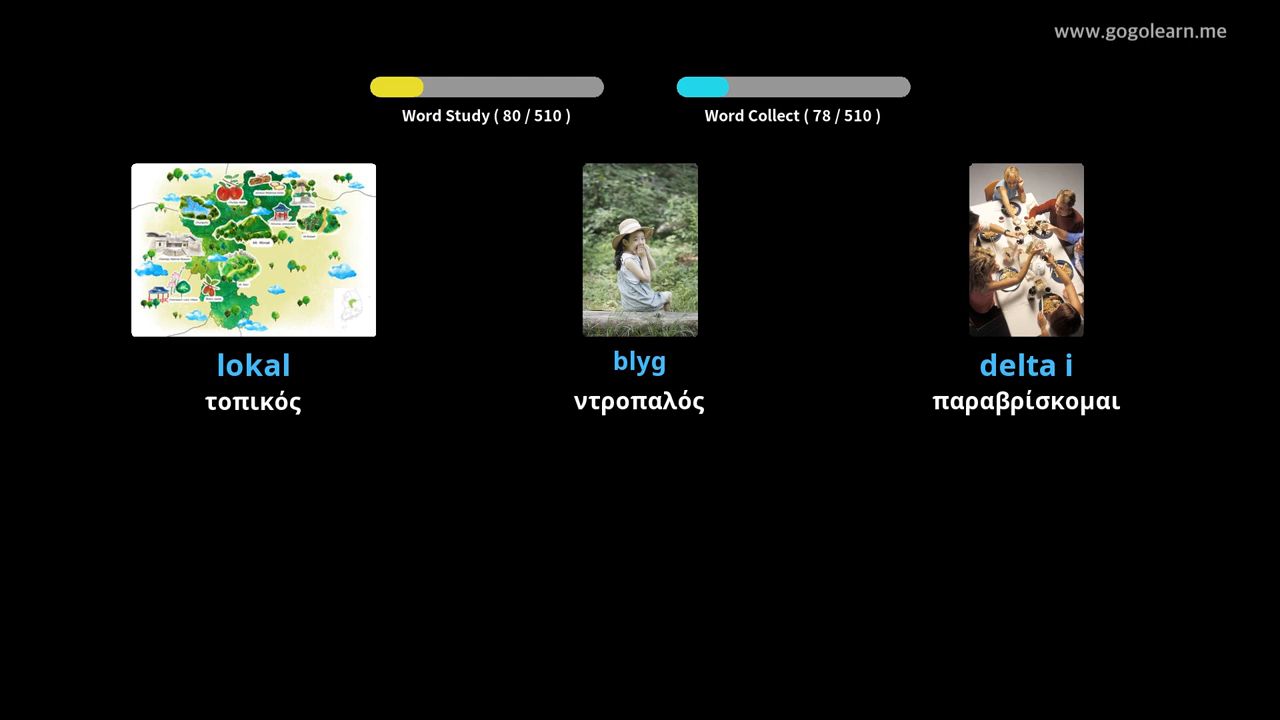 www.gogolearn.me
Word Study ( 80 / 510 )
Word Collect ( 78 / 510 )
lokal
blyg
delta i
τοπικός
ντροπαλός
παραβρίσκομαι